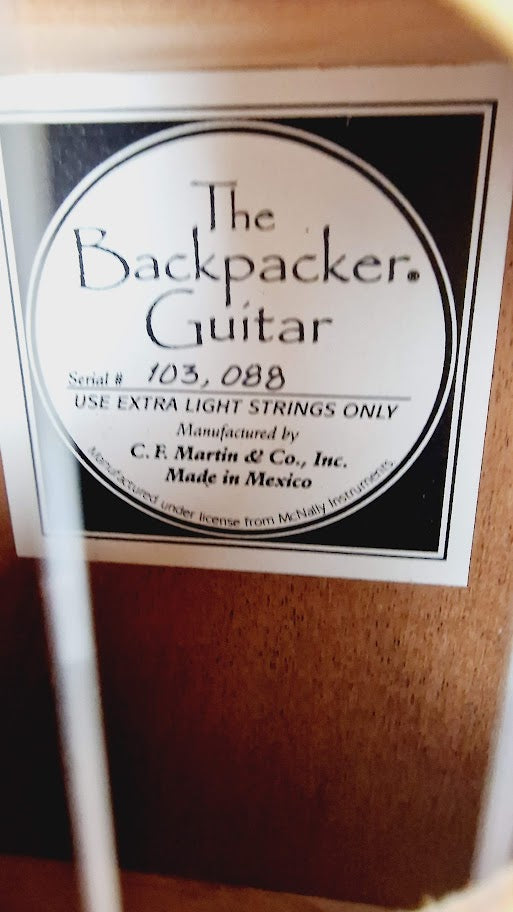 The
Backpacker®
Guitar
Serial # 103,088
USE EXTRA LIGHT STRINGS ONLY
Manufactured by
C. F. Martin & Co., Inc.
Made in Mexico
Manufactured under license from McNally Instruments